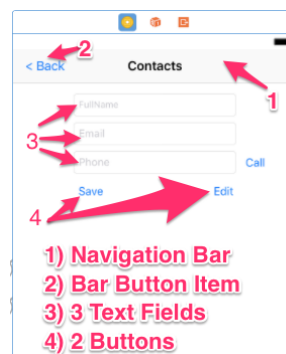 2
< Back Contacts
1
FullName
3 Email
Phone Call
4 Save Edit
1) Navigation Bar
2) Bar Button Item
3) 3 Text Fields
4) 2 Buttons